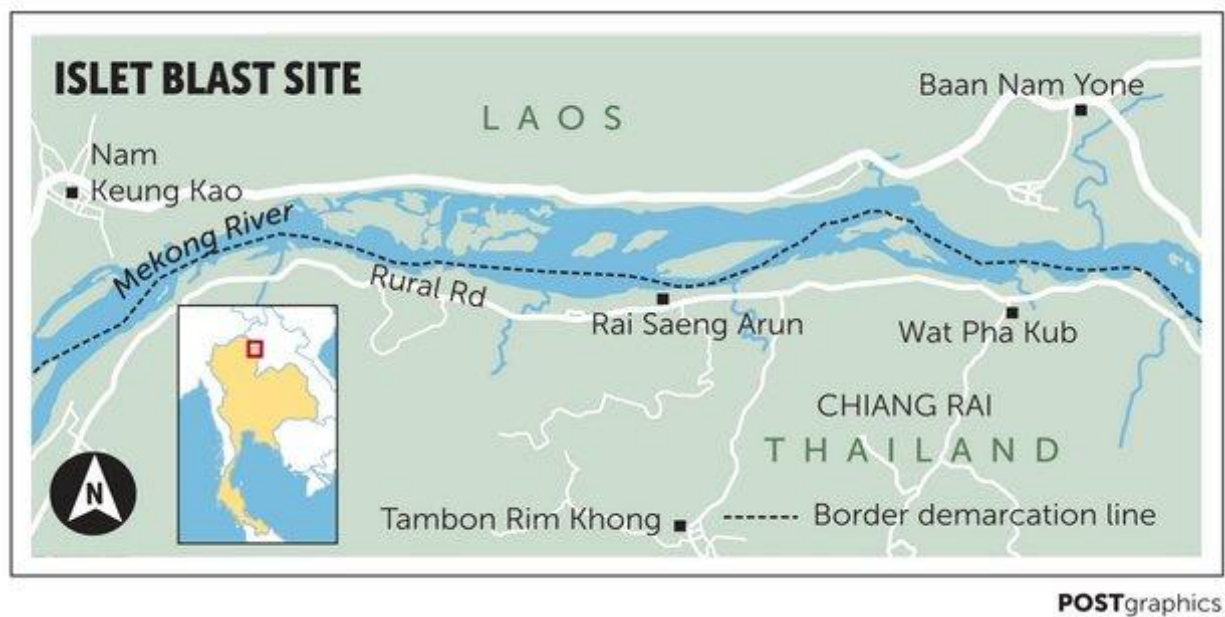 ISLET BLAST SITE
LAOS
Baan Nam Yone
Nam
Keung Kao
Mekong River
Rural Rd
Rai Saeng Arun
Wat Pha Kub
CHIANG RAI
THAILAND
N
Tambon Rim Khong
Border demarcation line
POSTgraphics